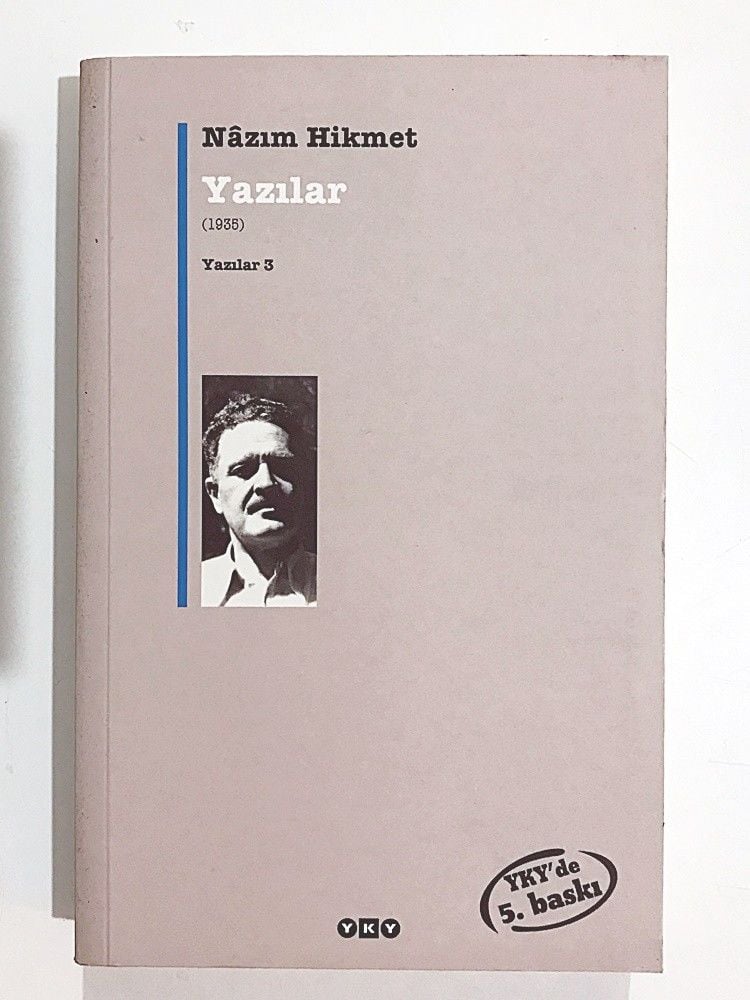 Nâzım Hikmet
Yazılar
(1935)
Yazılar 3
YKY'de
5. baskı
YKY